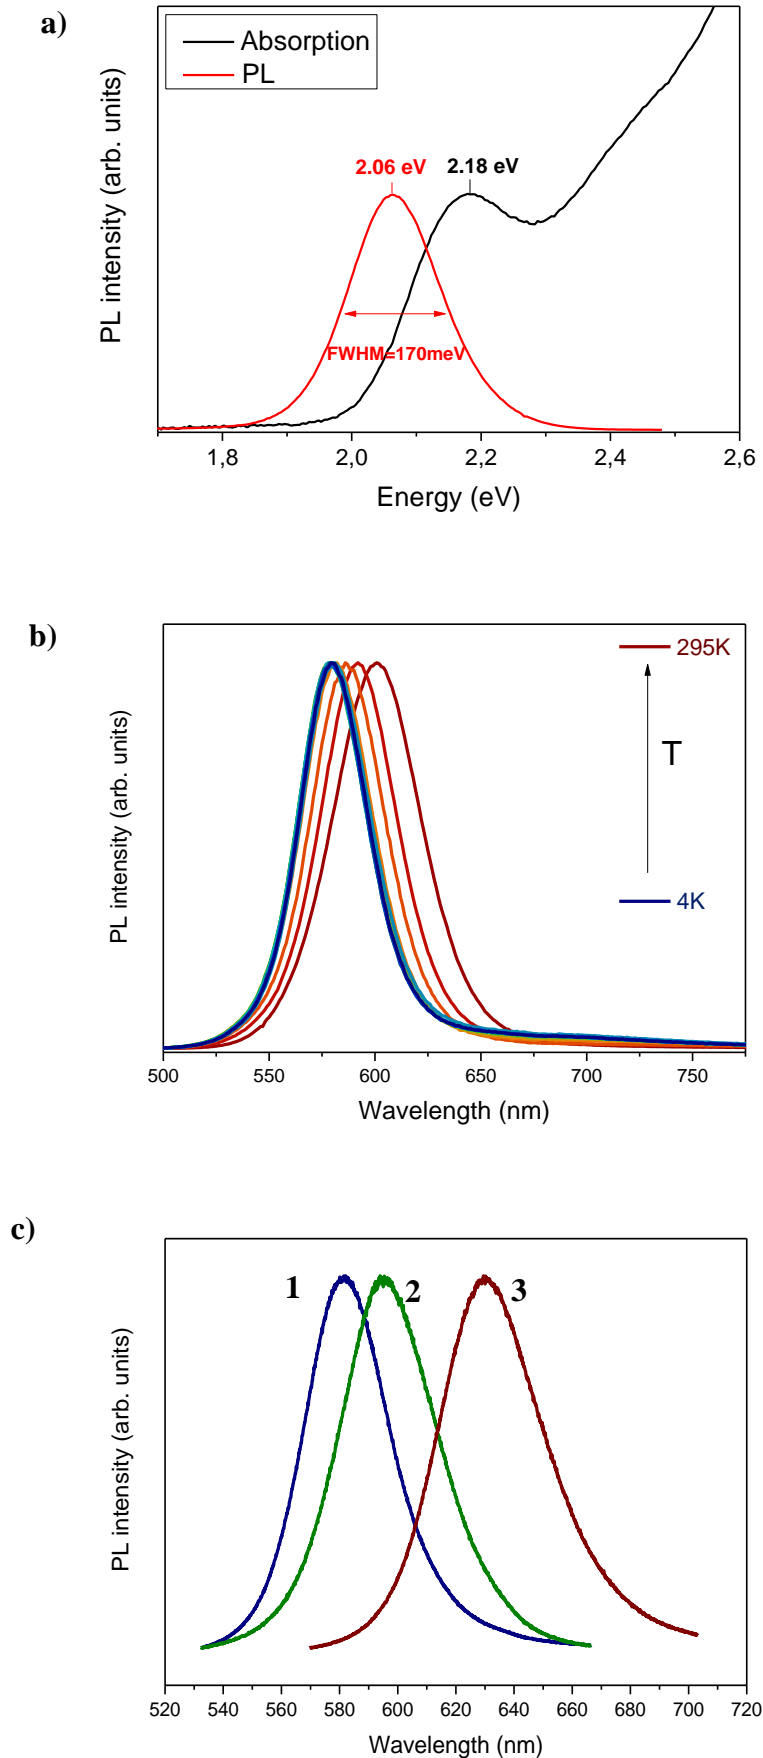 a)
Absorption
PL
2.06 eV
2.18 eV
FWHM=170meV
PL intensity (arb. units)
1,8 2,0 2,2 2,4 2,6
Energy (eV)
b)
295K
T
4K
PL intensity (arb. units)
500 550 600 650 700 750
Wavelength (nm)
c)
1 2 3
PL intensity (arb. units)
520 540 560 580 600 620 640 660 680 700 720
Wavelength (nm)